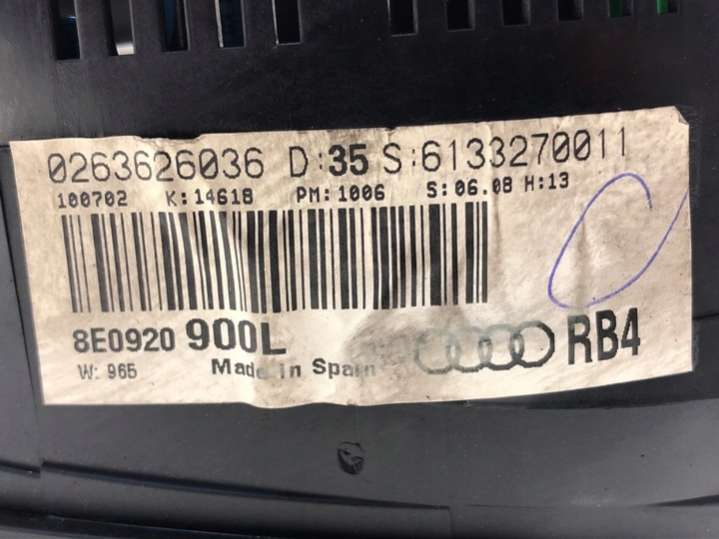 0263626036 D:35 S:6133270011
100702 K:14618 PM:1006 S:06.08 H:13
8E0920 900L RB4
W: 965 Made in Spain